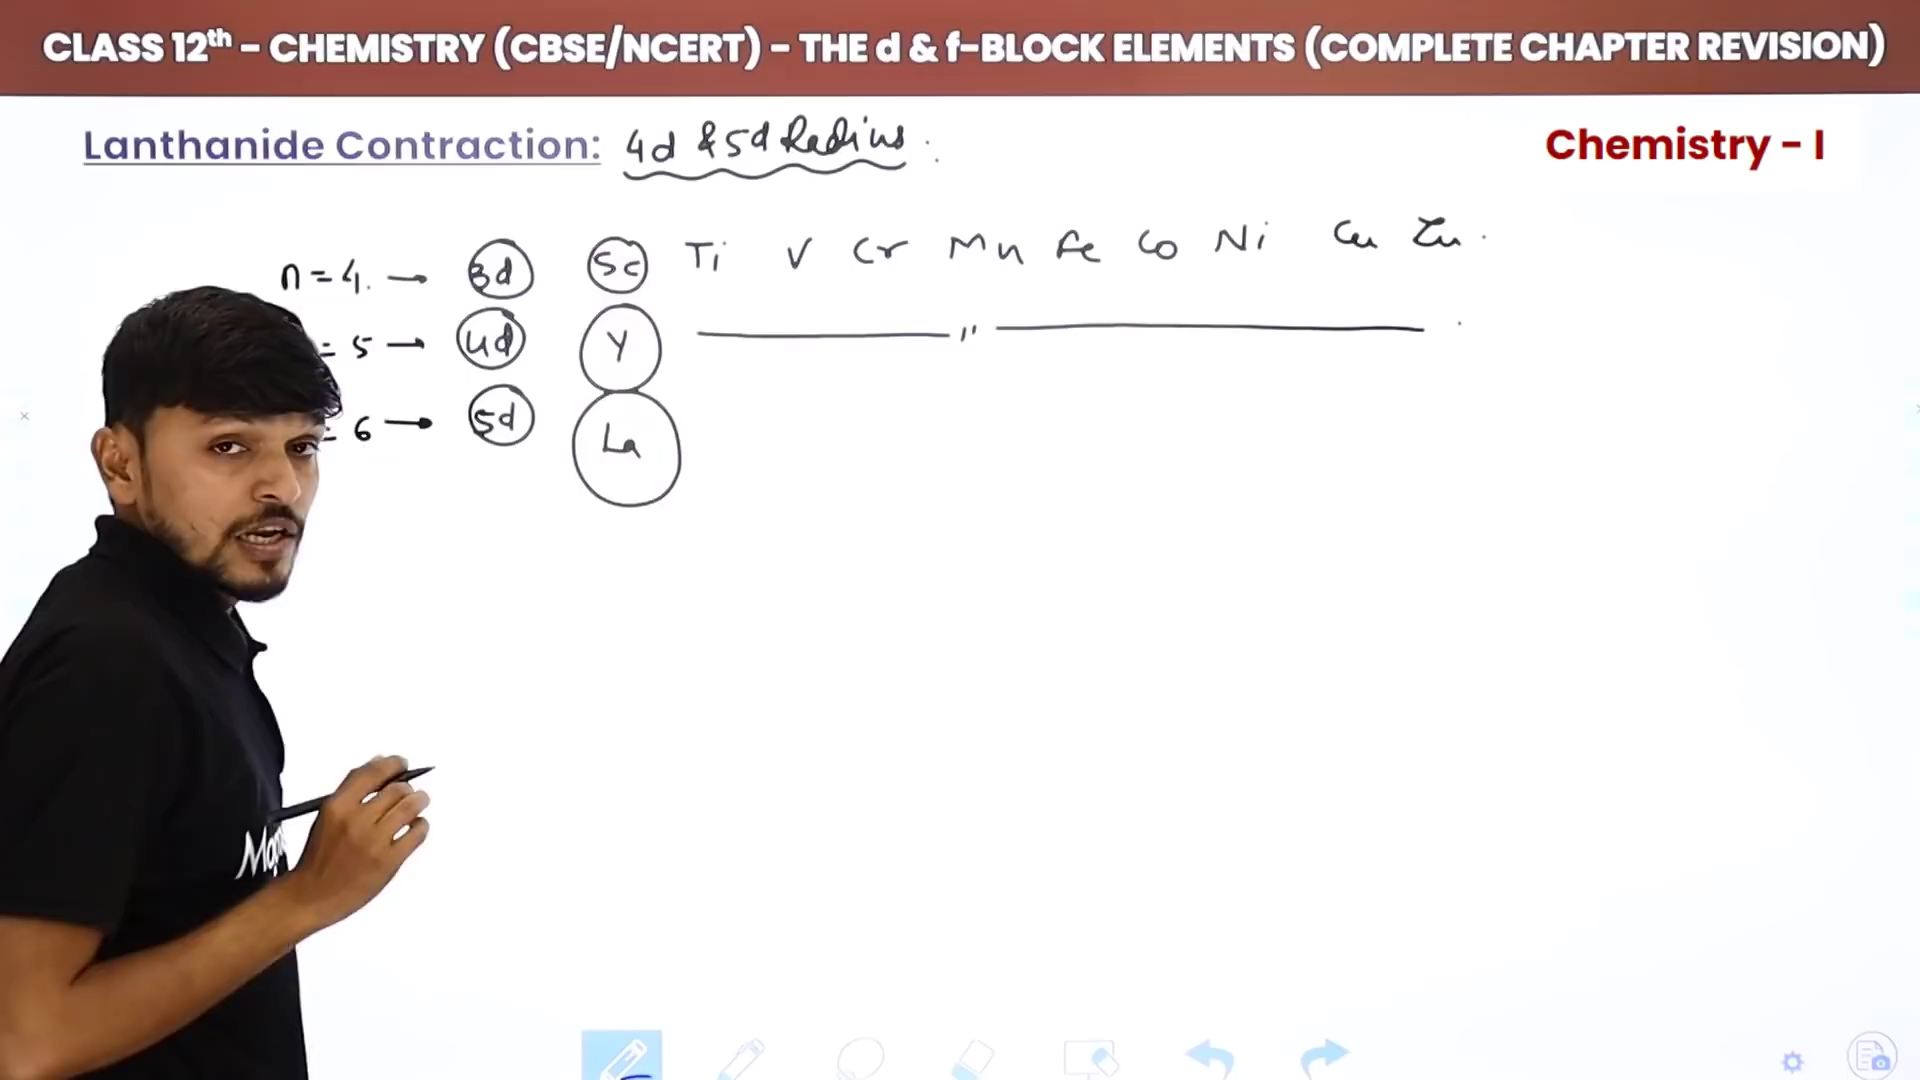 CLASS 12th – CHEMISTRY (CBSE/NCERT) – THE d & f-BLOCK ELEMENTS (COMPLETE CHAPTER REVISION)
Lanthanide Contraction: 4d & 5d Radius
Chemistry - I
n = 4. → 3d Sc Ti V Cr Mn Fe Co Ni Cu Zn
= 5 → 4d Y —— " ——
= 6 → 5d La